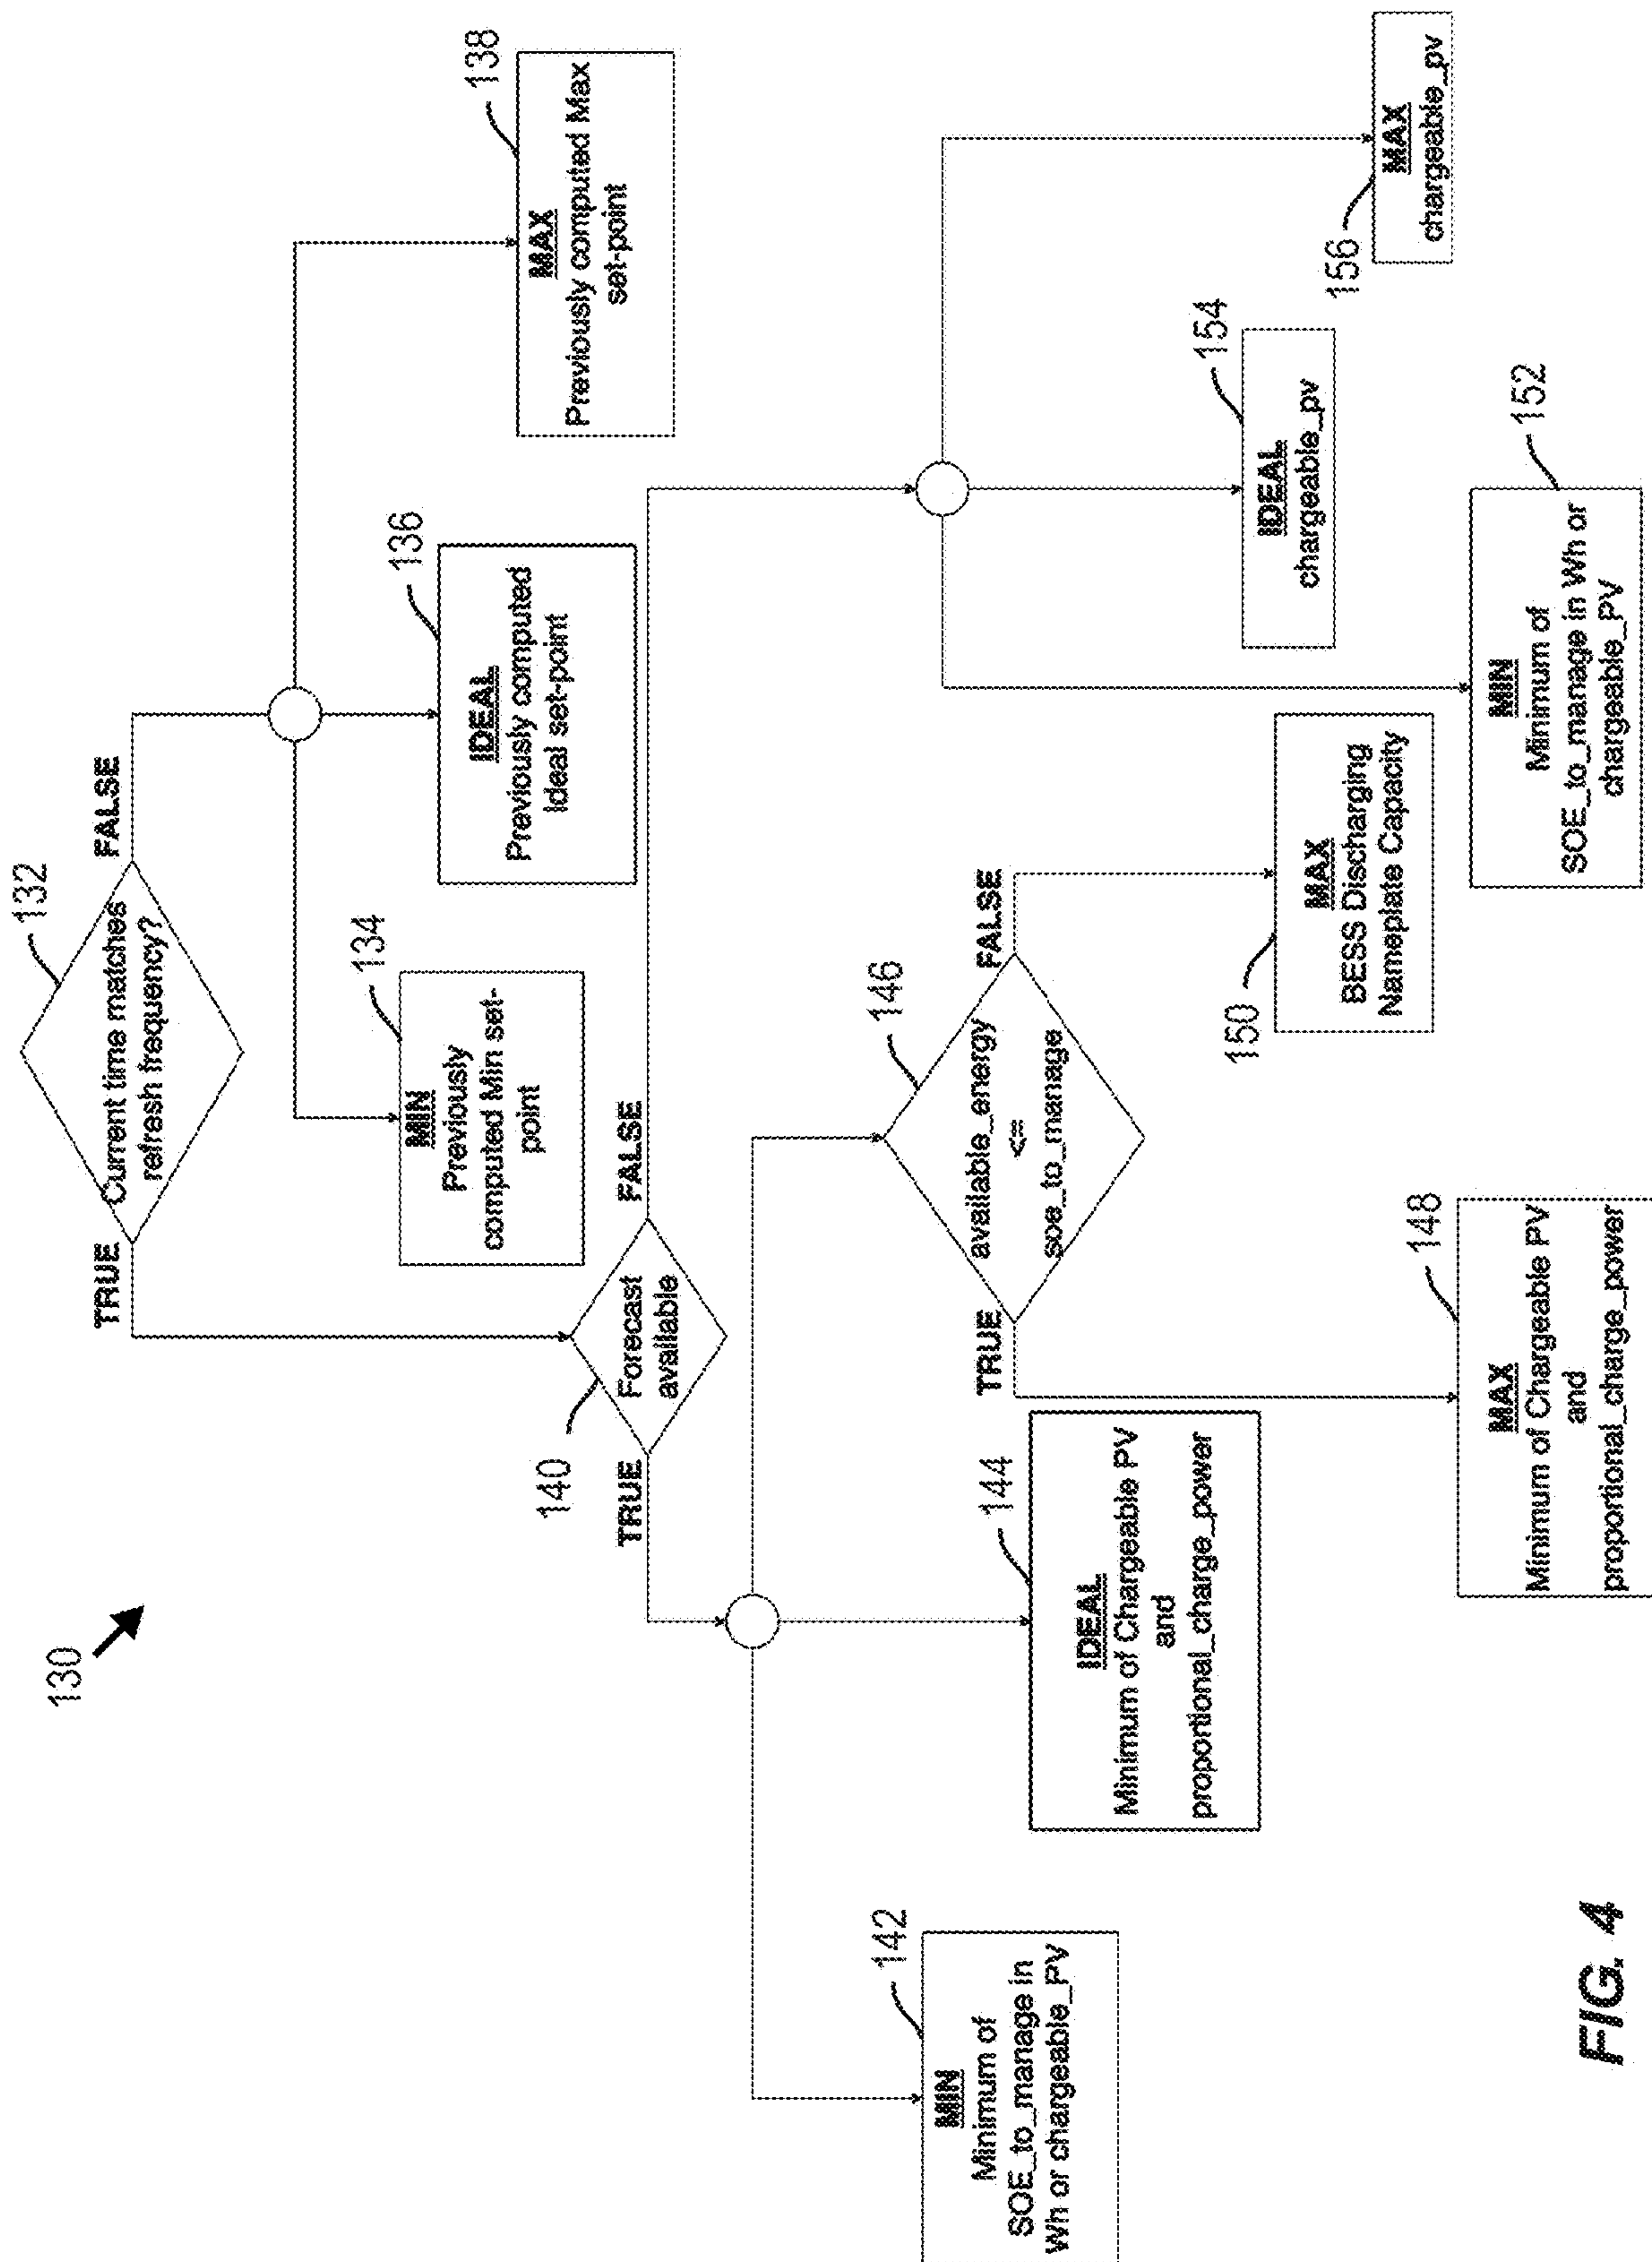 130
132
Current time matches
refresh frequency?
TRUE
FALSE
134
MIN
Previously
computed Min set-
point
136
IDEAL
Previously computed
Ideal set-point
138
MAX
Previously computed Max
set-point
140
Forecast
available
TRUE
FALSE
142
MIN
Minimum of
SOE_to_manage in
Wh or chargeable_PV
144
IDEAL
Minimum of Chargeable PV
and
proportional_charge_power
146
available_energy
<=
soe_to_manage
TRUE
FALSE
148
MAX
Minimum of Chargeable PV
and
proportional_charge_power
150
MAX
BESS Discharging
Nameplate Capacity
152
MIN
Minimum of
SOE_to_manage in Wh or
chargeable_PV
154
IDEAL
chargeable_pv
156
MAX
chargeable_pv
FIG. 4